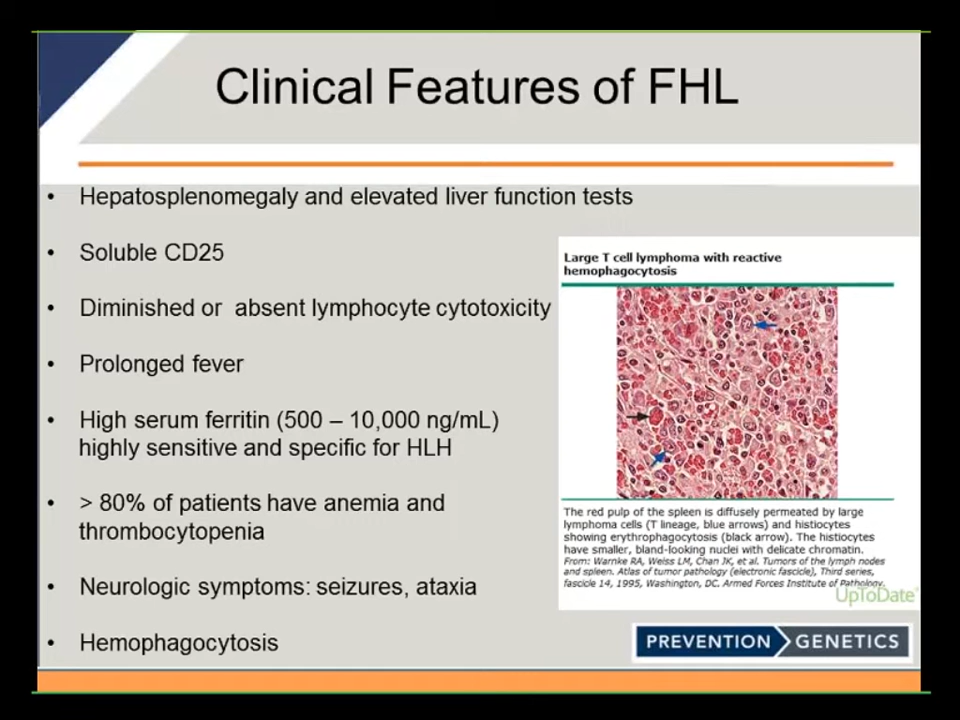 Clinical Features of FHL
• Hepatosplenomegaly and elevated liver function tests
• Soluble CD25
• Diminished or absent lymphocyte cytotoxicity
• Prolonged fever
• High serum ferritin (500 – 10,000 ng/mL)
highly sensitive and specific for HLH
• > 80% of patients have anemia and
thrombocytopenia
• Neurologic symptoms: seizures, ataxia
• Hemophagocytosis
Large T cell lymphoma with reactive
hemophagocytosis
The red pulp of the spleen is diffusely permeated by large
lymphoma cells (T lineage, blue arrows) and histiocytes
showing erythrophagocytosis (black arrow). The histiocytes
have smaller, bland-looking nuclei with delicate chromatin.
From: Warnke RA, Weiss LM, Chan JK, et al. Tumors of the lymph nodes
and spleen. Atlas of tumor pathology (electronic fascicle), Third series,
fascicle 14, 1995, Washington, DC. Armed Forces Institute of Pathology.
UpToDate®
PREVENTION GENETICS